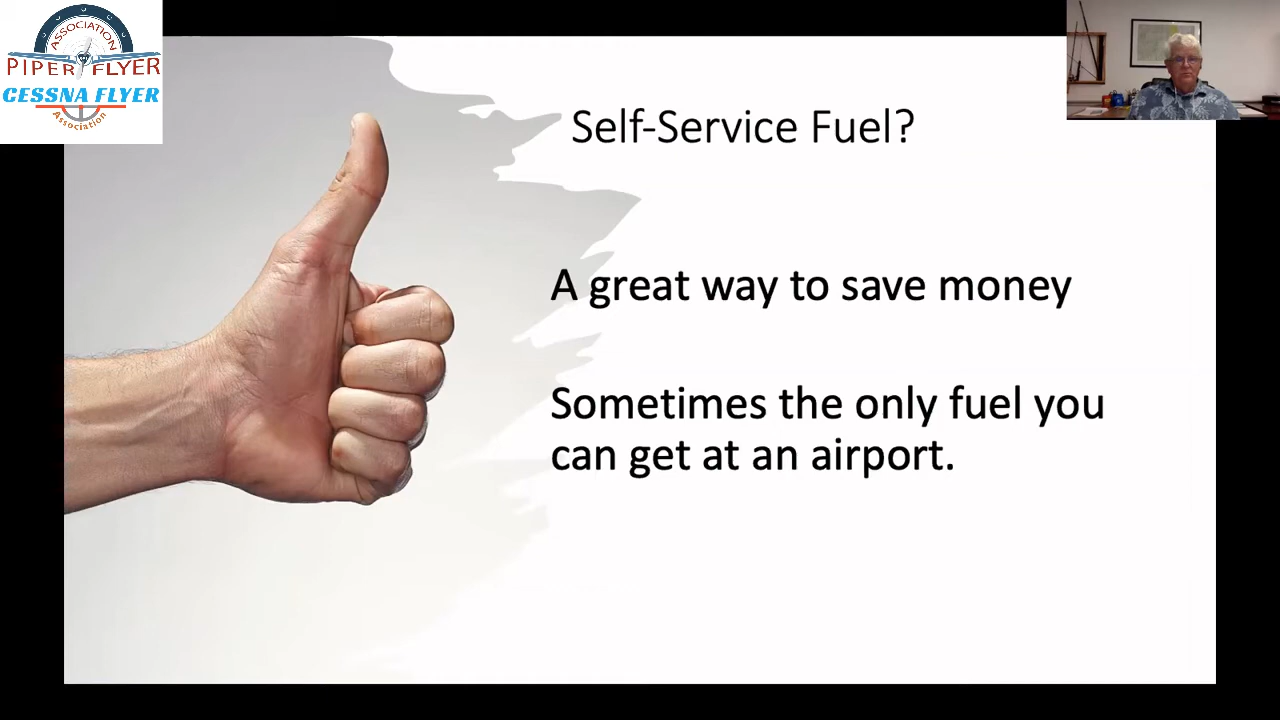 ASSOCIATION
PIPER FLYER
CESSNA FLYER
Association
Self-Service Fuel?
A great way to save money
Sometimes the only fuel you
can get at an airport.